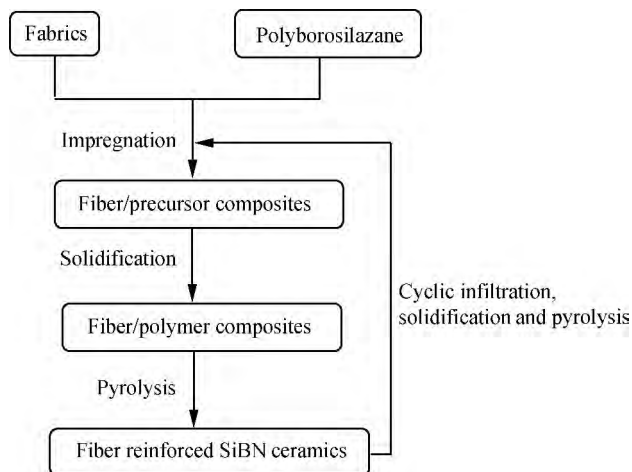 Fabrics
Polyborosilazane
Impregnation
Fiber/precursor composites
Solidification
Cyclic infiltration,
solidification and pyrolysis
Fiber/polymer composites
Pyrolysis
Fiber reinforced SiBN ceramics